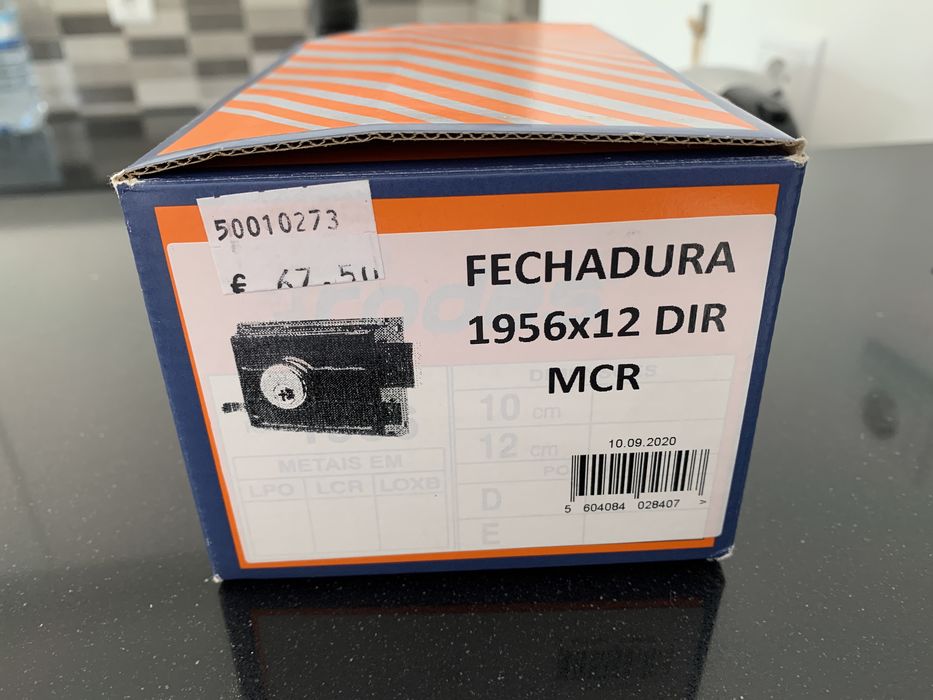 50010273
€ 67.50
FECHADURA
1956x12 DIR
MCR
10 cm
12 cm
METAIS EM
LPO LCR LOXB
D
E
10.09.2020
5 604084 028407 >